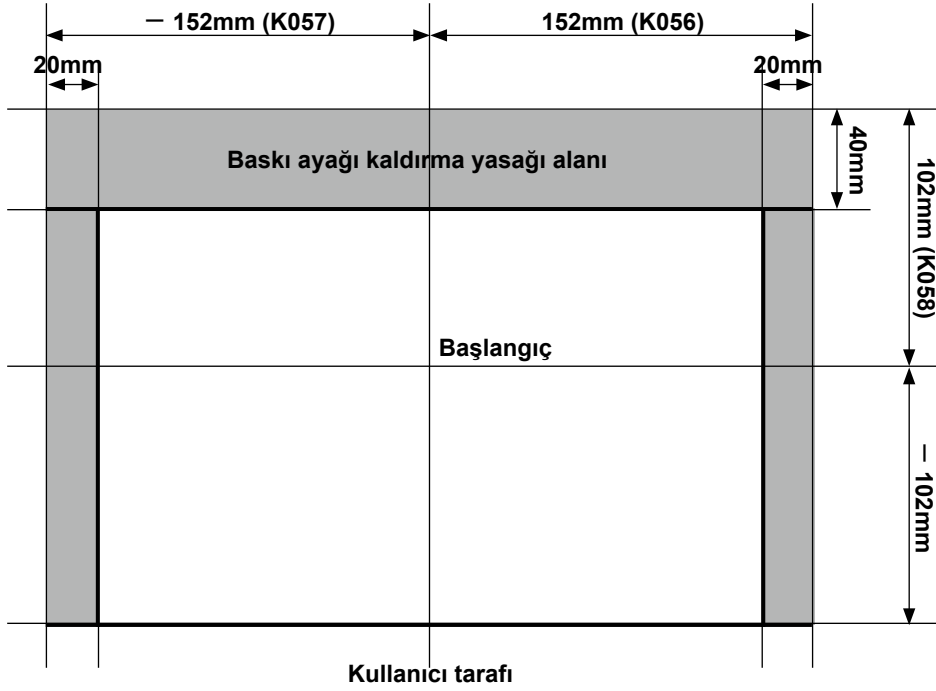 － 152mm (K057)
152mm (K056)
20mm
20mm
Baskı ayağı kaldırma yasağı alanı
40mm
102mm (K058)
Başlangıç
－ 102mm
Kullanıcı tarafı